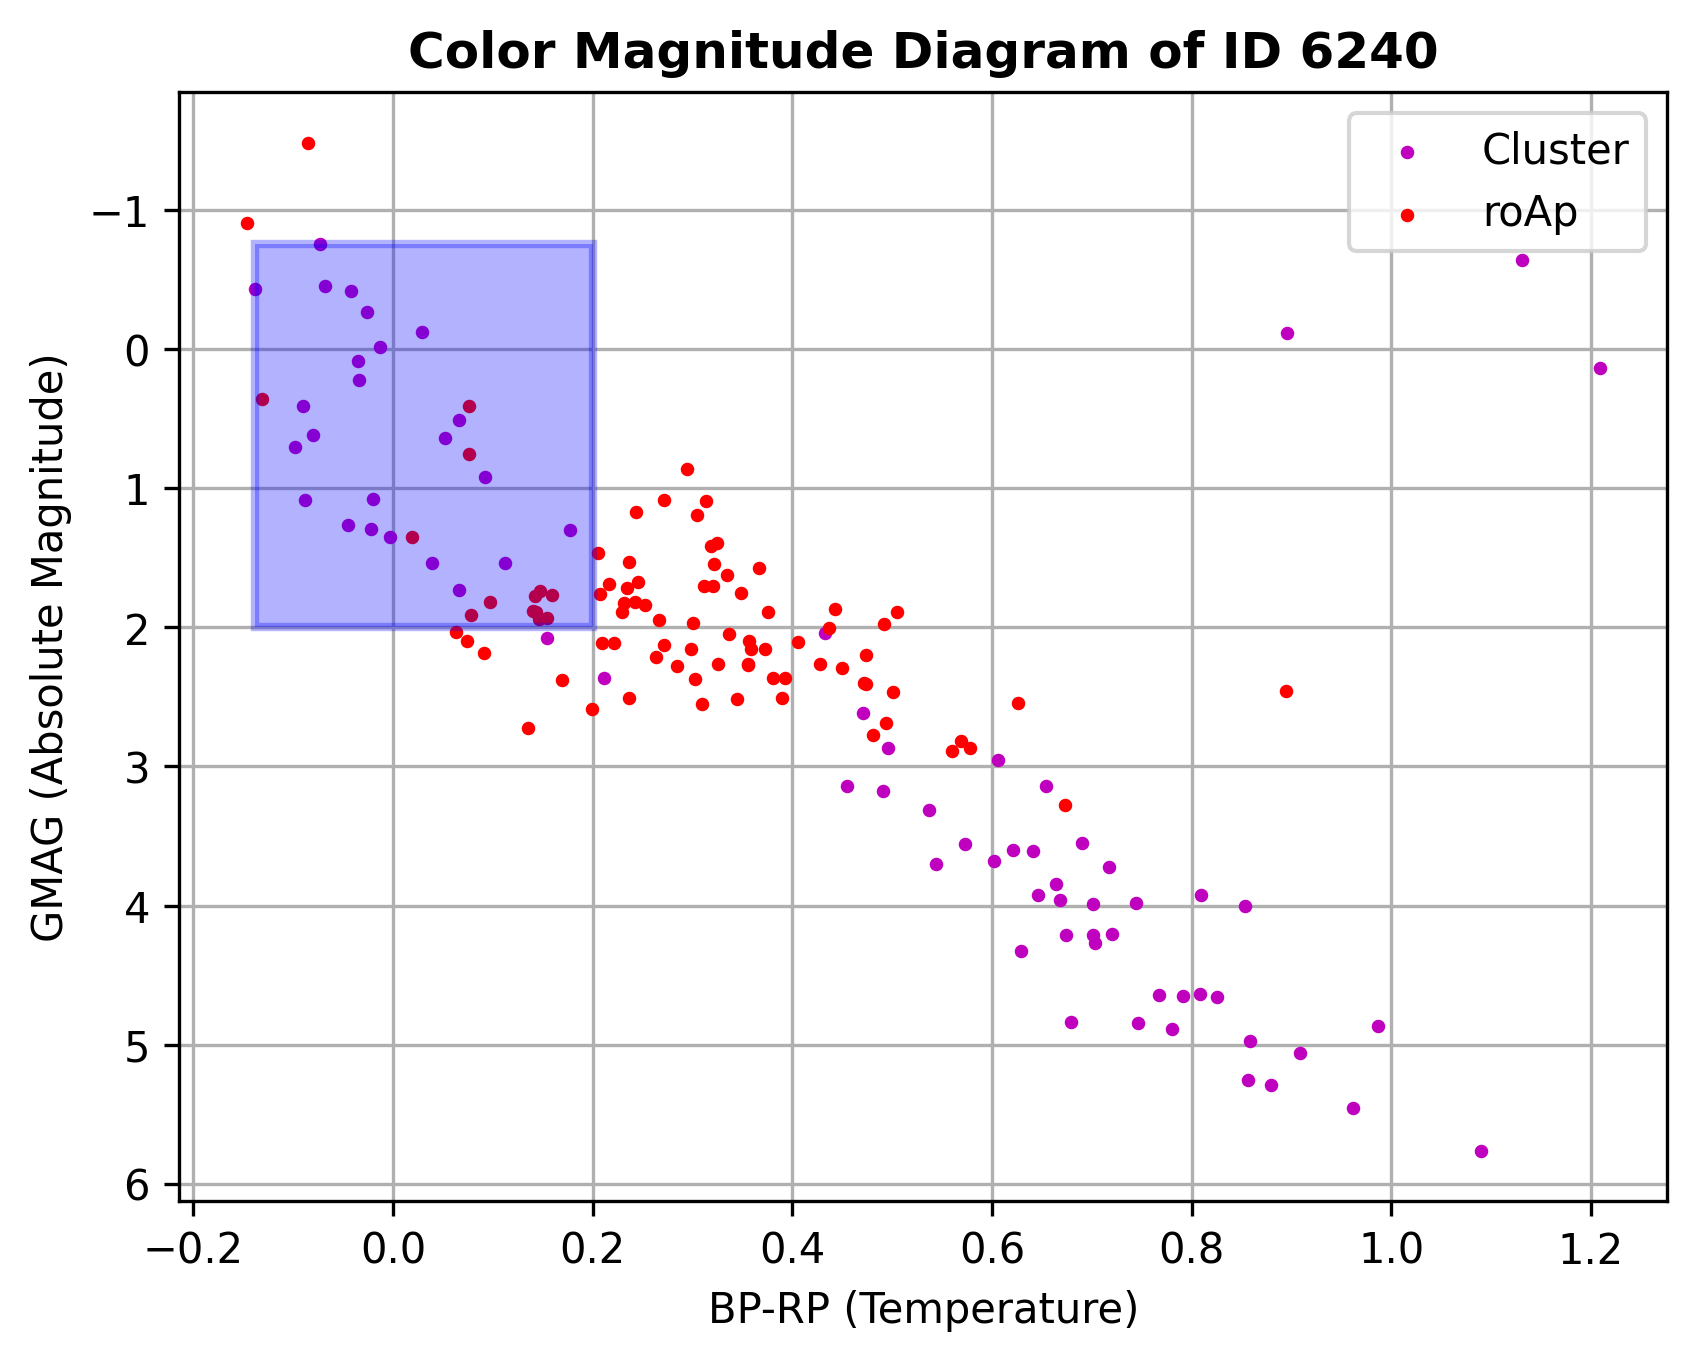 Color Magnitude Diagram of ID 6240
Cluster
roAp
GMAG (Absolute Magnitude)
−1
0
1
2
3
4
5
6
−0.2 0.0 0.2 0.4 0.6 0.8 1.0 1.2
BP-RP (Temperature)